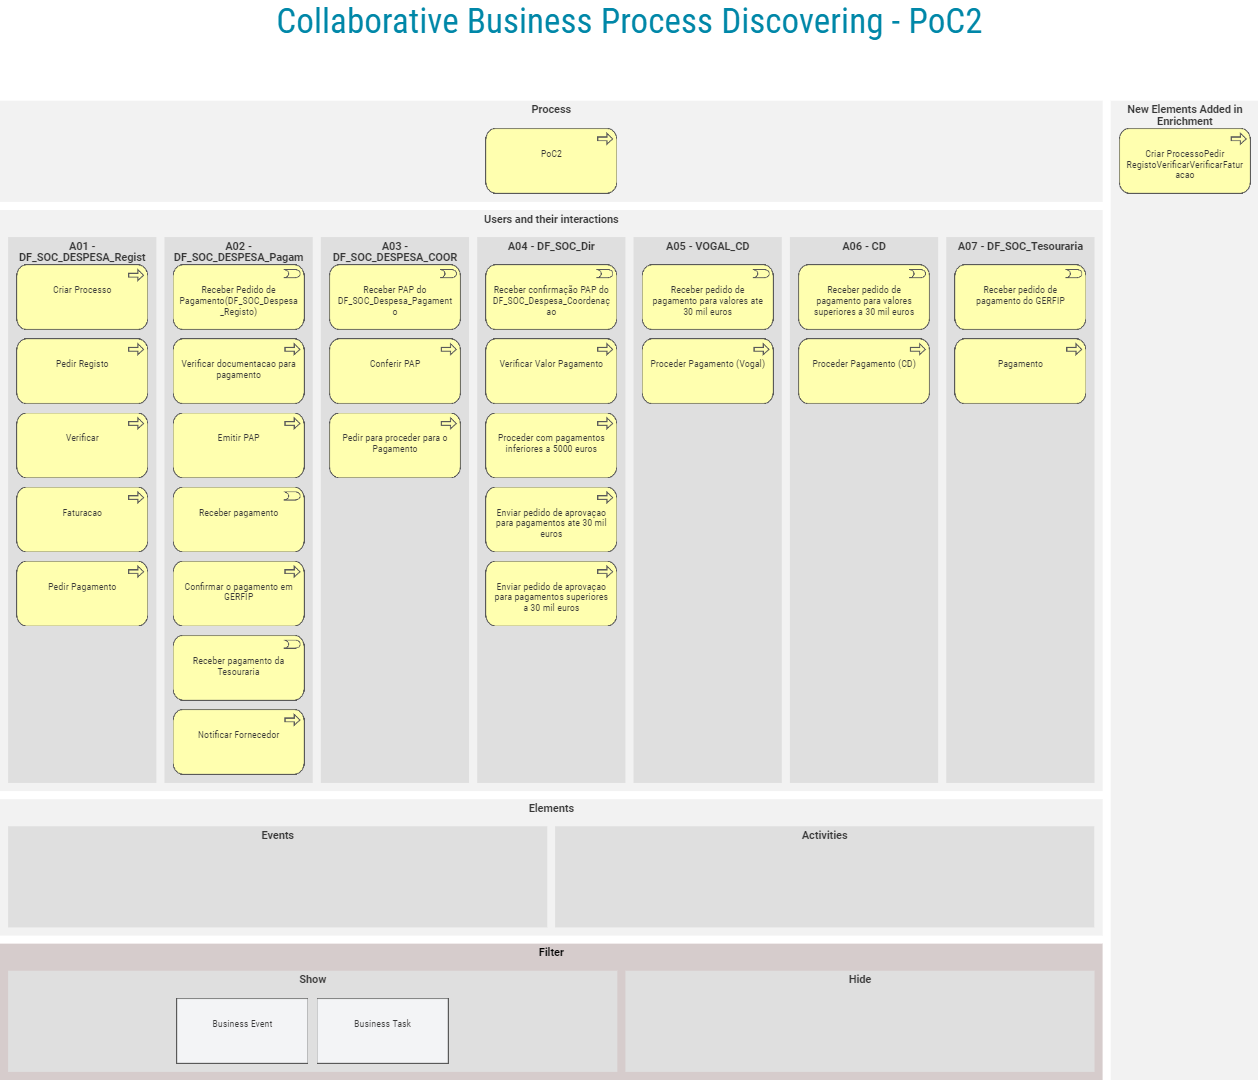 Collaborative Business Process Discovering - PoC2
Process
PoC2
New Elements Added in
Enrichment
Criar ProcessoPedir
RegistoVerificarVerificarFatur
acao
Users and their interactions
A01 -
DF_SOC_DESPESA_Regist
Criar Processo
Pedir Registo
Verificar
Faturacao
Pedir Pagamento
A02 -
DF_SOC_DESPESA_Pagam
Receber Pedido de
Pagamento(DF_SOC_Despesa
_Registo)
Verificar documentacao para
pagamento
Emitir PAP
Receber pagamento
Confirmar o pagamento em
GERFIP
Receber pagamento da
Tesouraria
Notificar Fornecedor
A03 -
DF_SOC_DESPESA_COOR
Receber PAP do
DF_SOC_Despesa_Pagament
o
Conferir PAP
Pedir para proceder para o
Pagamento
A04 - DF_SOC_Dir
Receber confirmação PAP do
DF_SOC_Despesa_Coordenaç
ao
Verificar Valor Pagamento
Proceder com pagamentos
inferiores a 5000 euros
Enviar pedido de aprovaçao
para pagamentos ate 30 mil
euros
Enviar pedido de aprovaçao
para pagamentos superiores
a 30 mil euros
A05 - VOGAL_CD
Receber pedido de
pagamento para valores ate
30 mil euros
Proceder Pagamento (Vogal)
A06 - CD
Receber pedido de
pagamento para valores
superiores a 30 mil euros
Proceder Pagamento (CD)
A07 - DF_SOC_Tesouraria
Receber pedido de
pagamento do GERFIP
Pagamento
Elements
Events
Activities
Filter
Show
Business Event
Business Task
Hide